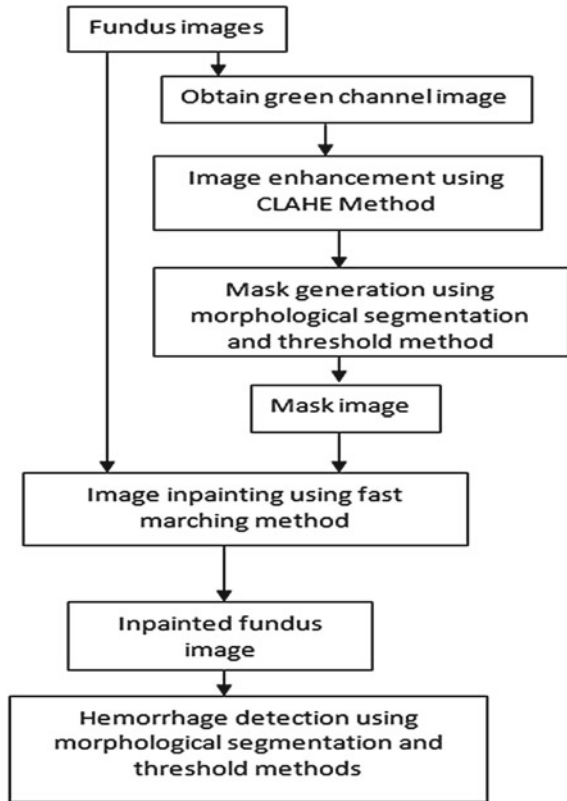 Fundus images
Obtain green channel image
Image enhancement using
CLAHE Method
Mask generation using
morphological segmentation
and threshold method
Mask image
Image inpainting using fast
marching method
Inpainted fundus
image
Hemorrhage detection using
morphological segmentation and
threshold methods